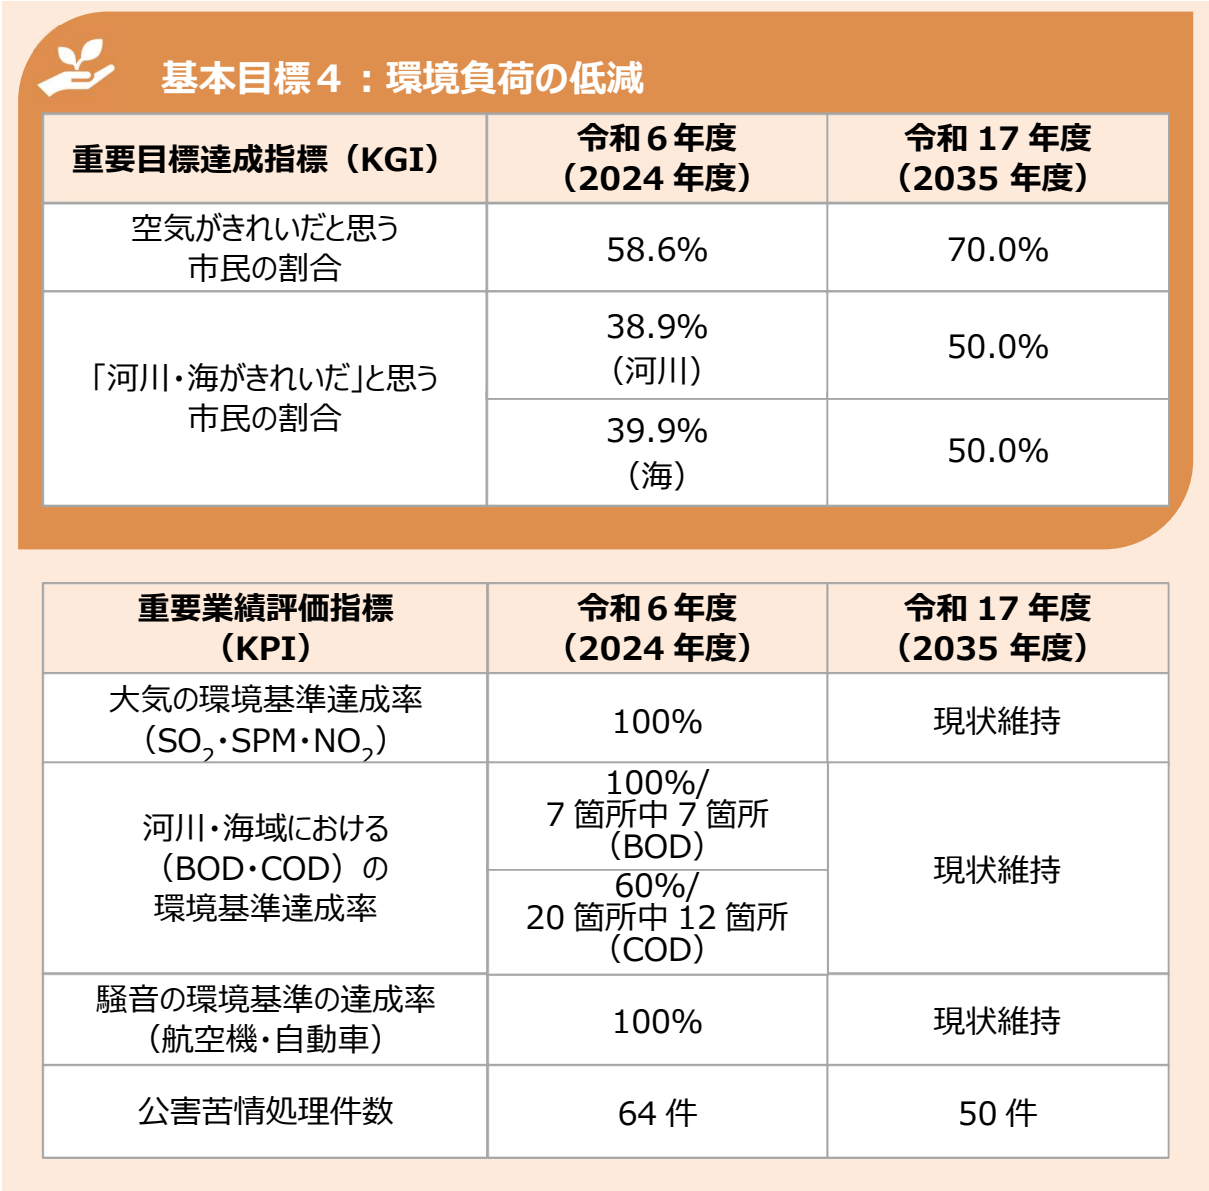 基本目標４：環境負荷の低減
重要目標達成指標（KGI）
令和６年度
（2024 年度）
令和 17 年度
（2035 年度）
空気がきれいだと思う
市民の割合
58.6%
70.0%
「河川・海がきれいだ」と思う
市民の割合
38.9%
（河川）
50.0%
39.9%
（海）
50.0%
重要業績評価指標
（KPI）
令和６年度
（2024 年度）
令和 17 年度
（2035 年度）
大気の環境基準達成率
（SO₂・SPM・NO₂）
100%
現状維持
河川・海域における
（BOD・COD）の
環境基準達成率
100%/
7 箇所中 7 箇所
（BOD）
60%/
20 箇所中 12 箇所
（COD）
現状維持
騒音の環境基準の達成率
（航空機・自動車）
100%
現状維持
公害苦情処理件数
64 件
50 件